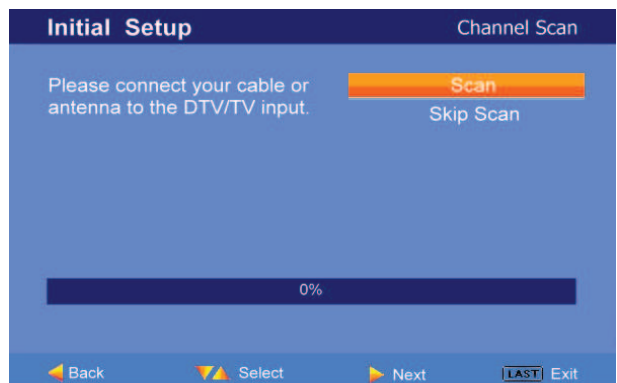 Initial Setup
Channel Scan
Please connect your cable or
antenna to the DTV/TV input.
Scan
Skip Scan
0%
Back
Select
Next
LAST Exit